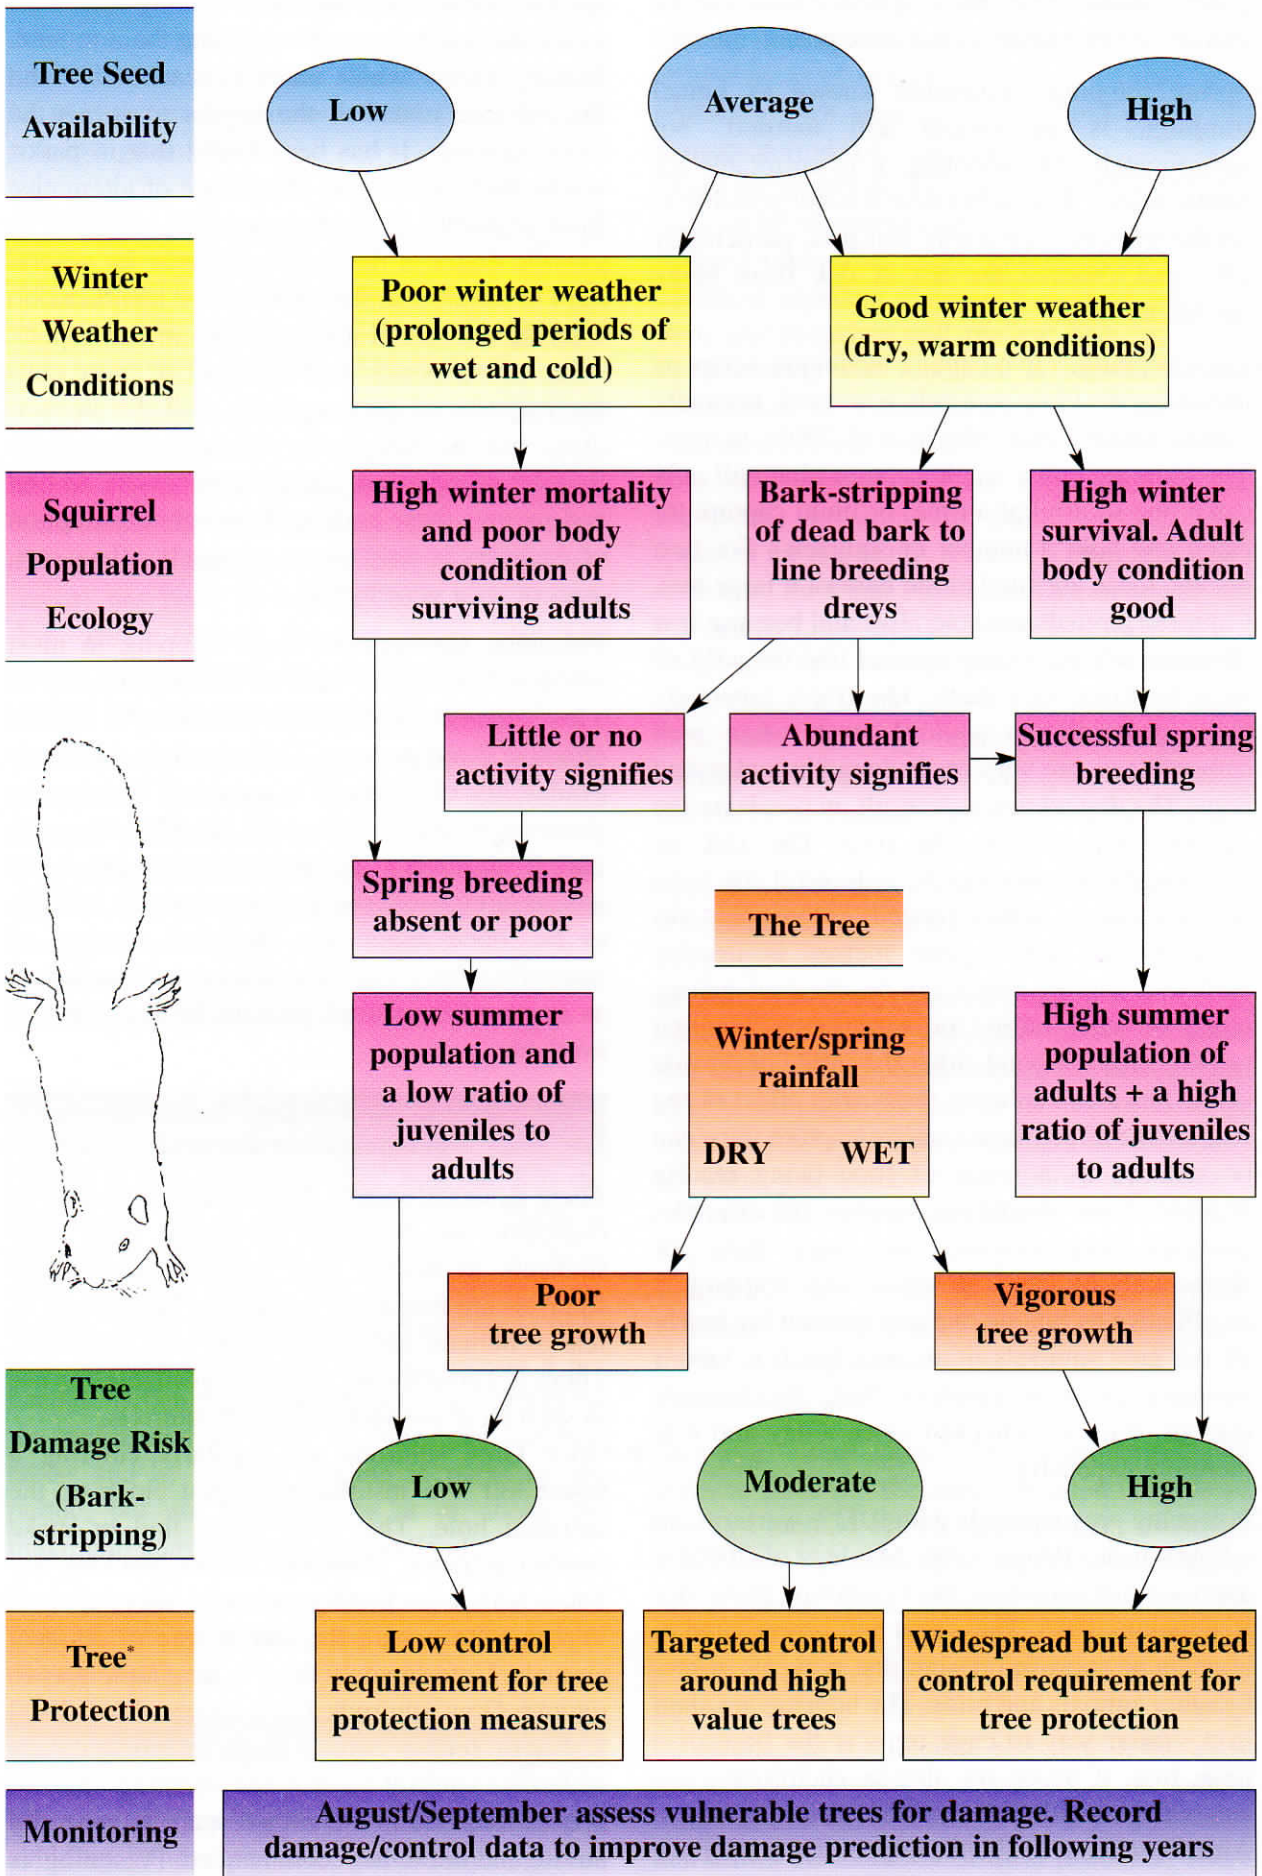 Tree Seed
Availability
Low
Average
High
Winter
Weather
Conditions
Poor winter weather
(prolonged periods of
wet and cold)
Good winter weather
(dry, warm conditions)
Squirrel
Population
Ecology
High winter mortality
and poor body
condition of
surviving adults
Bark-stripping
of dead bark to
line breeding
dreys
High winter
survival. Adult
body condition
good
Little or no
activity signifies
Abundant
activity signifies
Successful spring
breeding
Spring breeding
absent or poor
The Tree
Low summer
population and
a low ratio of
juveniles to
adults
Winter/spring
rainfall
DRY WET
High summer
population of
adults + a high
ratio of juveniles
to adults
Poor
tree growth
Vigorous
tree growth
Tree
Damage Risk
(Bark-
stripping)
Low
Moderate
High
Tree*
Protection
Low control
requirement for tree
protection measures
Targeted control
around high
value trees
Widespread but targeted
control requirement for
tree protection
Monitoring
August/September assess vulnerable trees for damage. Record
damage/control data to improve damage prediction in following years